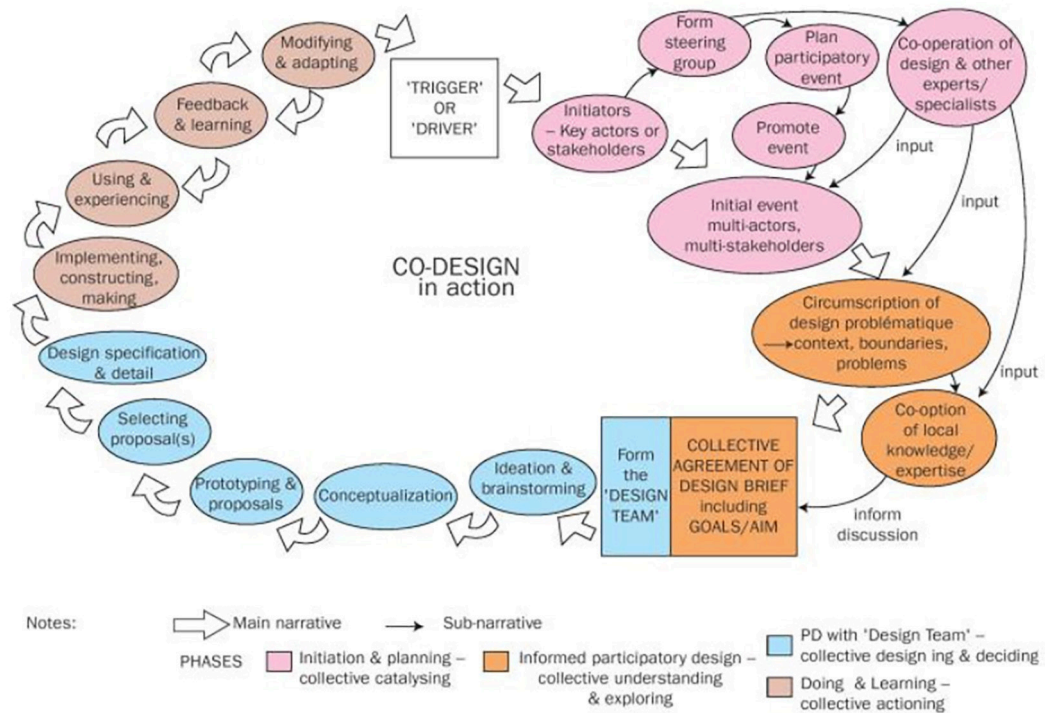 Modifying
& adapting
'TRIGGER'
OR
'DRIVER'
Form
steering
group
Plan
participatory
event
Co-operation of
design & other
experts/
specialists
Feedback
& learning
Initiators
– Key actors or
stakeholders
Promote
event
input
Using &
experiencing
Initial event
multi-actors,
multi-stakeholders
input
Implementing,
constructing,
making
CO-DESIGN
in action
Circumscription of
design problématique
context, boundaries,
problems
Design specification
& detail
input
Co-option
of local
knowledge/
expertise
Selecting
proposal(s)
Form
the
'DESIGN
TEAM'
COLLECTIVE
AGREEMENT OF
DESIGN BRIEF
including
GOALS/AIM
Ideation &
brainstorming
Conceptualization
Prototyping &
proposals
inform
discussion
Notes:
Main narrative
Sub-narrative
PHASES
Initiation & planning –
collective catalysing
Informed participatory design –
collective understanding
& exploring
PD with 'Design Team' –
collective design ing & deciding
Doing & Learning –
collective actioning